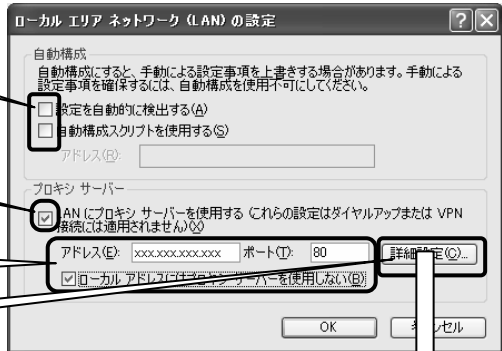 ローカル エリア ネットワーク (LAN) の設定
自動構成
自動構成にすると、手動による設定事項を上書きする場合があります。手動による
設定事項を確保するには、自動構成を使用不可にしてください。
設定を自動的に検出する(A)
自動構成スクリプトを使用する(S)
アドレス(R):
プロキシ サーバー
LAN にプロキシ サーバーを使用する (これらの設定はダイヤルアップまたは VPN
接続には適用されません)(X)
アドレス(E): xxx.xxx.xxx.xxx ポート(T): 80 詳細設定(C)...
ローカル アドレスにはプロキシ サーバーを使用しない(B)
OK キャンセル